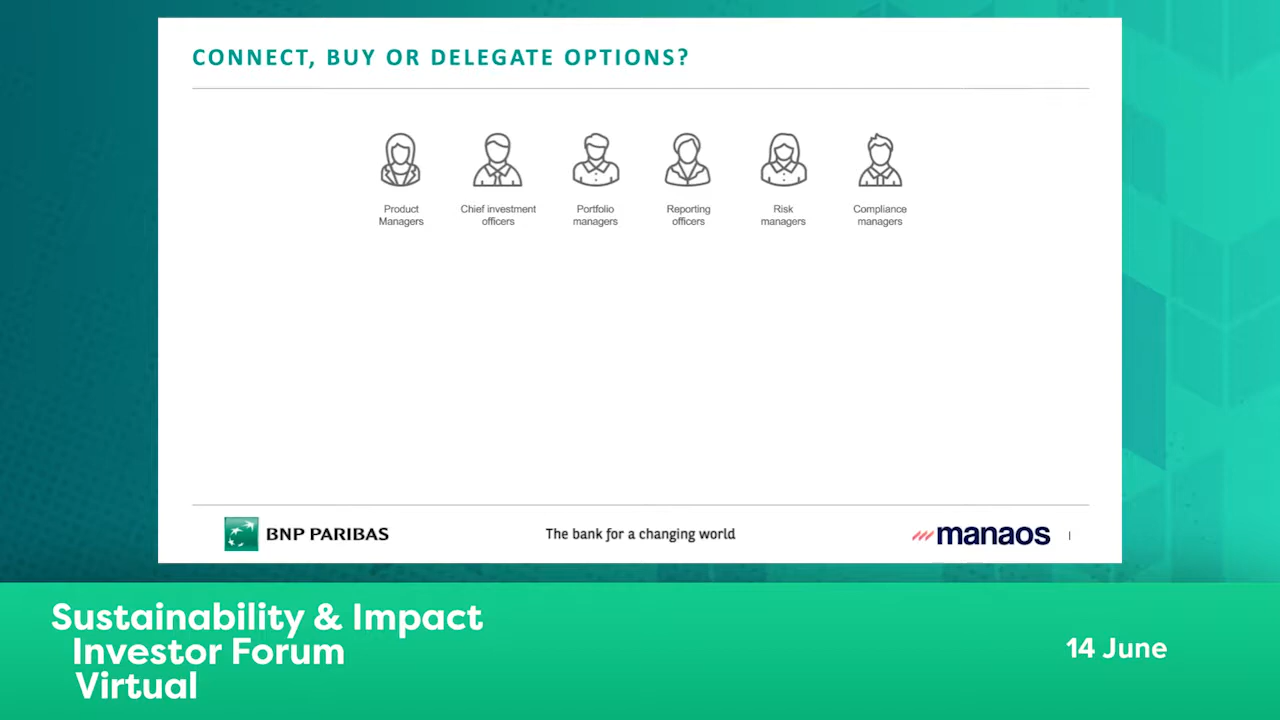 CONNECT, BUY OR DELEGATE OPTIONS?
Product
Managers
Chief investment
officers
Portfolio
managers
Reporting
officers
Risk
managers
Compliance
managers
BNP PARIBAS
The bank for a changing world
manaos
Sustainability & Impact
Investor Forum
Virtual
14 June